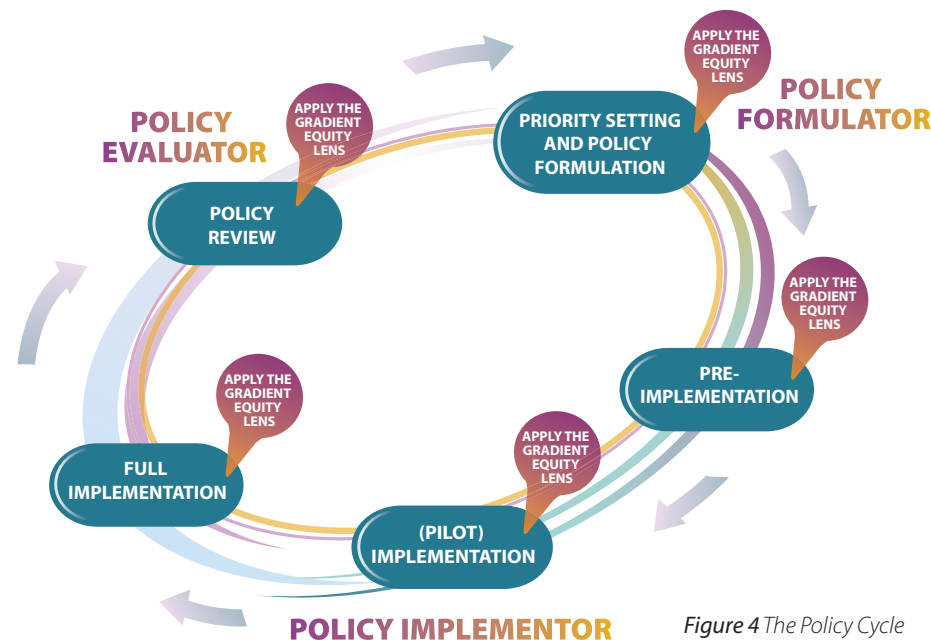 APPLY THE
GRADIENT
EQUITY
LENS
POLICY
FORMULATOR
PRIORITY SETTING
AND POLICY
FORMULATION
APPLY THE
GRADIENT
EQUITY
LENS
POLICY
EVALUATOR
POLICY
REVIEW
APPLY THE
GRADIENT
EQUITY
LENS
PRE-
IMPLEMENTATION
APPLY THE
GRADIENT
EQUITY
LENS
FULL
IMPLEMENTATION
APPLY THE
GRADIENT
EQUITY
LENS
(PILOT)
IMPLEMENTATION
POLICY IMPLEMENTOR
Figure 4 The Policy Cycle